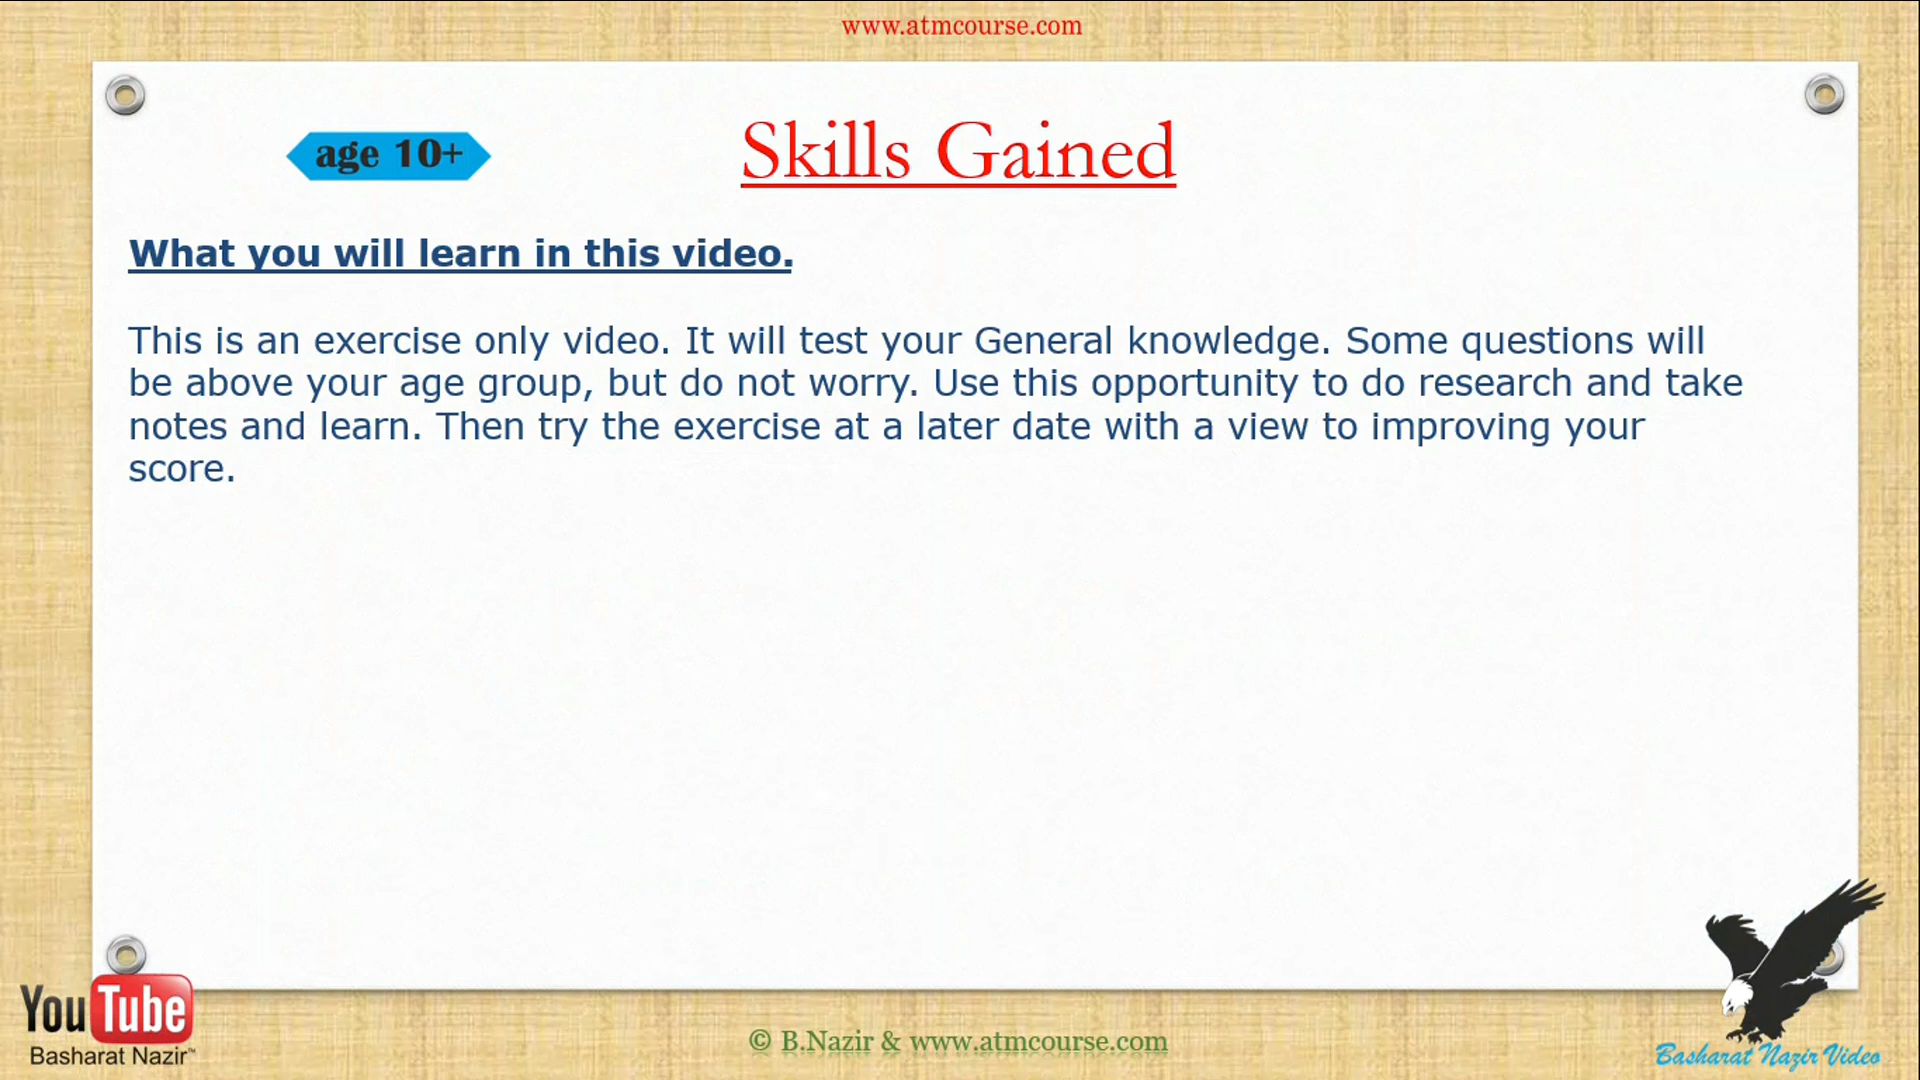 www.atmcourse.com
age 10+
Skills Gained
What you will learn in this video.
This is an exercise only video. It will test your General knowledge. Some questions will
be above your age group, but do not worry. Use this opportunity to do research and take
notes and learn. Then try the exercise at a later date with a view to improving your
score.
YouTube
Basharat Nazir™
© B.Nazir & www.atmcourse.com
Basharat Nazir Video